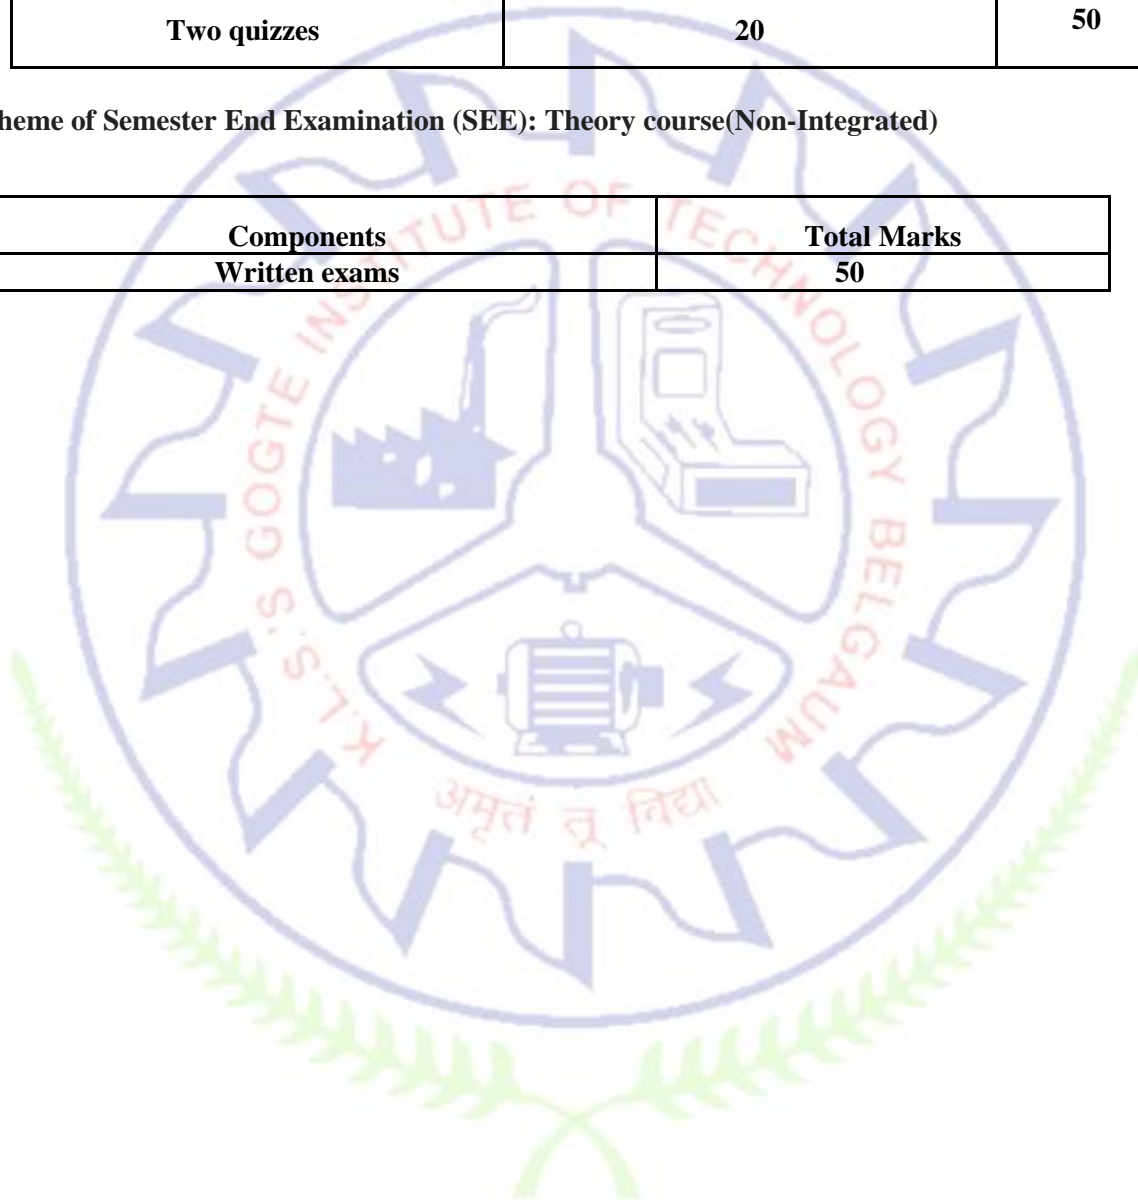 Two quizzes 20 50
heme of Semester End Examination (SEE): Theory course(Non-Integrated)
Components Total Marks
Written exams 50
K.L.S.'S GOGTE INSTITUTE OF TECHNOLOGY BELGAUM
अमृतं तू विद्या